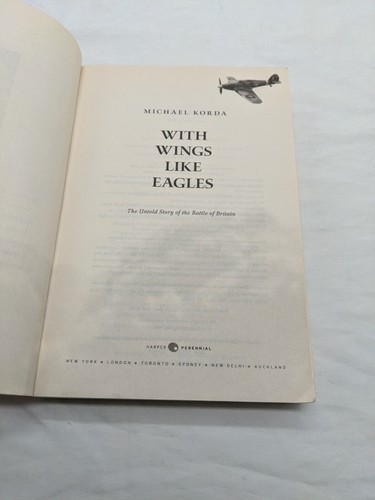 MICHAEL KORDA
WITH
WINGS
LIKE
EAGLES
The Untold Story of the Battle of Britain
HARPER PERENNIAL
NEW YORK • LONDON • TORONTO • SYDNEY • NEW DELHI • AUCKLAND